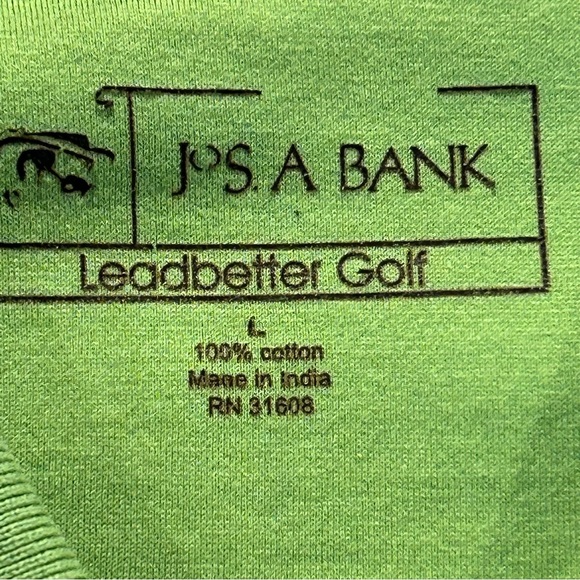 JOS. A. BANK
Leadbetter Golf
L
100% cotton
Made in India
RN 31608